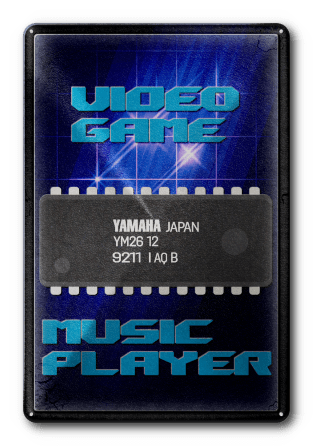 VIDEO
GAME
YAMAHA JAPAN
YM26 12
9211 I AQ B
MUSIC
PLAYER